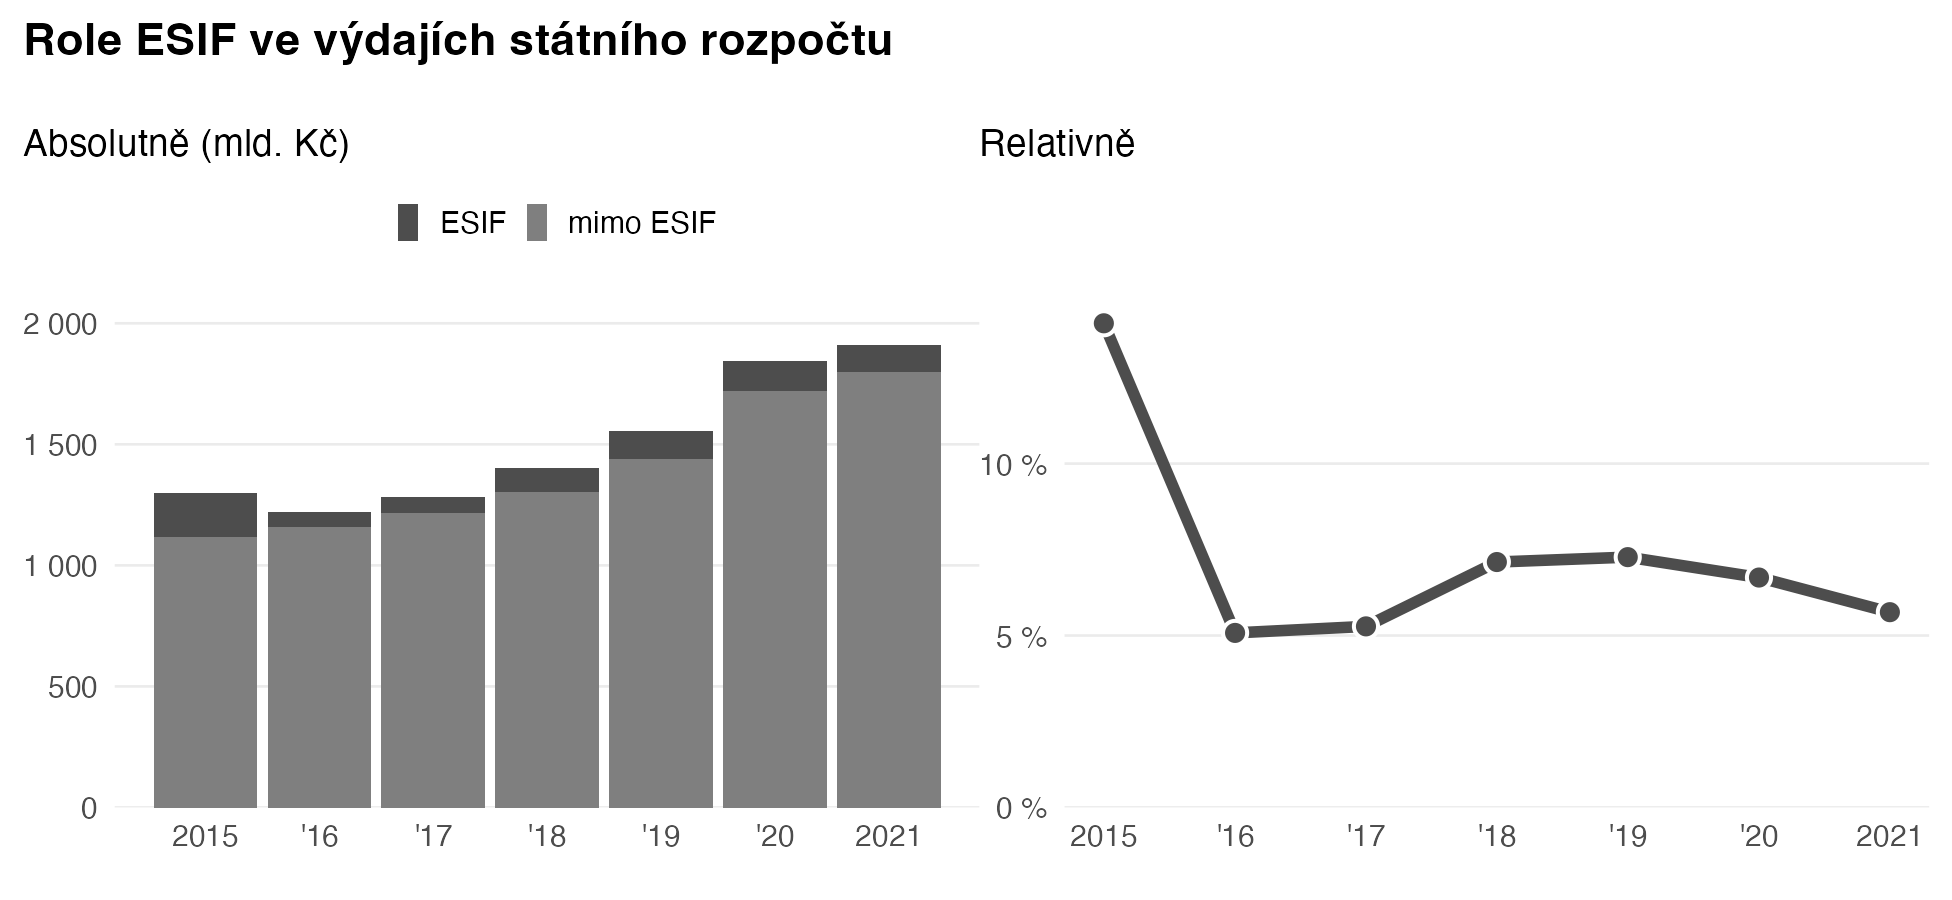 Role ESIF ve výdajích státního rozpočtu
Absolutně (mld. Kč)
ESIF mimo ESIF
2 000
1 500
1 000
500
0
2015 '16 '17 '18 '19 '20 2021
Relativně
10 %
5 %
0 %
2015 '16 '17 '18 '19 '20 2021